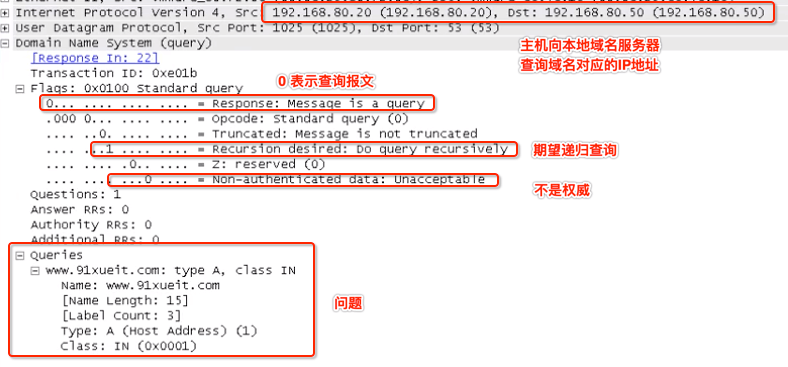 Internet Protocol Version 4, Src: 192.168.80.20 (192.168.80.20), Dst: 192.168.80.50 (192.168.80.50)
User Datagram Protocol, Src Port: 1025 (1025), Dst Port: 53 (53)
Domain Name System (query)
主机向本地域名服务器
查询域名对应的IP地址
[Response In: 22]
Transaction ID: 0xe01b
0 表示查询报文
Flags: 0x0100 Standard query
0... .... .... .... = Response: Message is a query
.000 0... .... .... = Opcode: Standard query (0)
.... ..0. .... .... = Truncated: Message is not truncated
.... ...1 .... .... = Recursion desired: Do query recursively
期望递归查询
.... .... .0.. .... = Z: reserved (0)
.... .... ...0 .... = Non-authenticated data: Unacceptable
不是权威
Questions: 1
Answer RRs: 0
Authority RRs: 0
Additional RRs: 0
Queries
www.91xueit.com: type A, class IN
Name: www.91xueit.com
[Name Length: 15]
问题
[Label Count: 3]
Type: A (Host Address) (1)
Class: IN (0x0001)